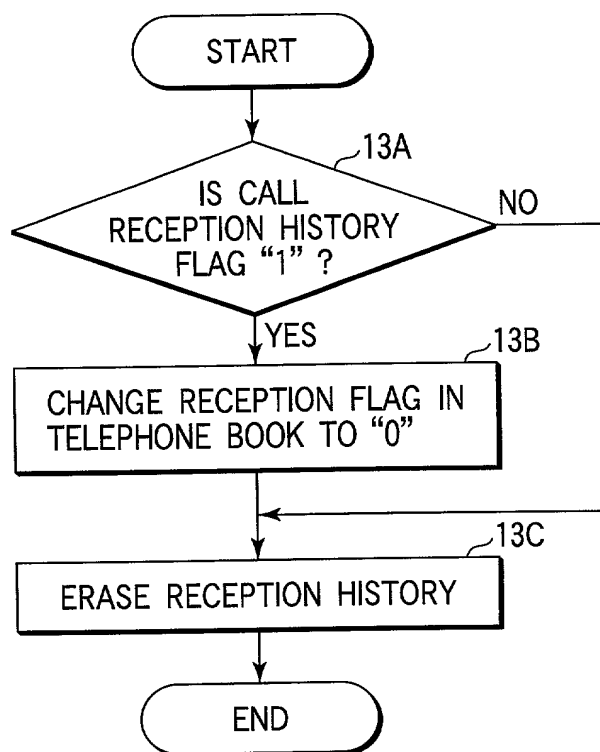 START
13A
IS CALL
RECEPTION HISTORY
FLAG “1” ?
NO
YES
13B
CHANGE RECEPTION FLAG IN
TELEPHONE BOOK TO “0”
13C
ERASE RECEPTION HISTORY
END